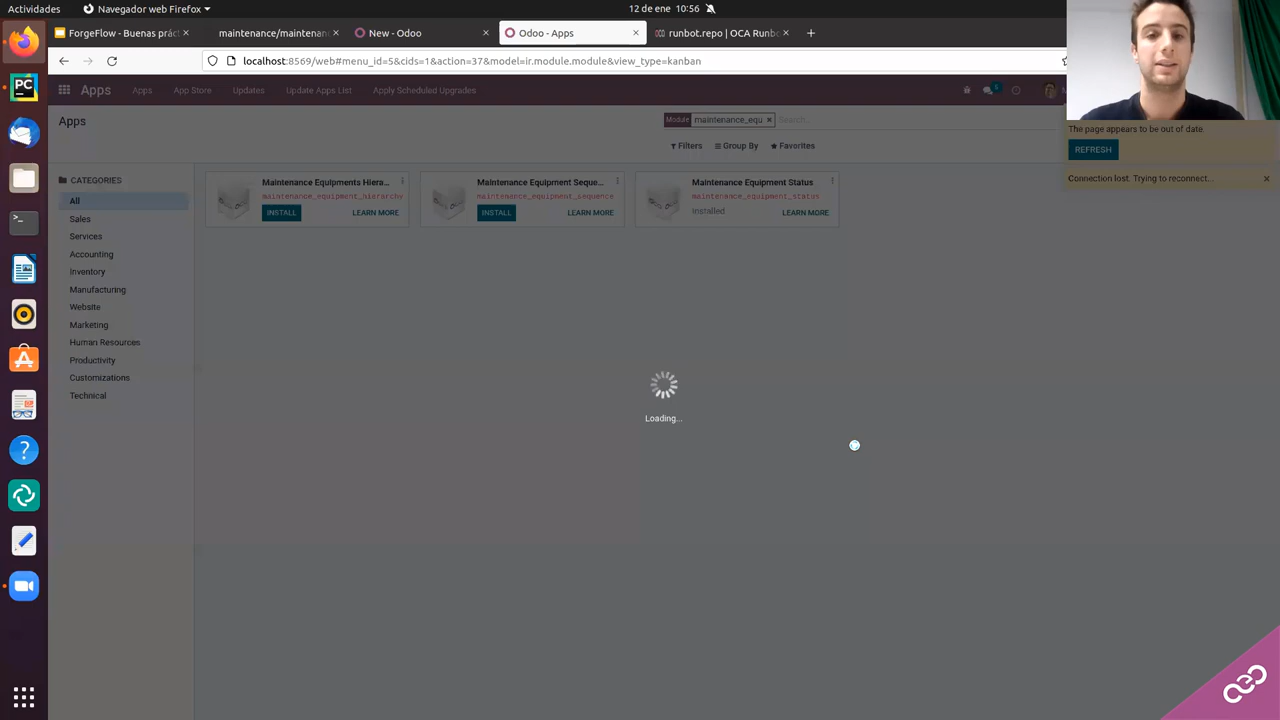 Actividades
Navegador web Firefox
12 de ene 10:56
ForgeFlow - Buenas prác
maintenance/maintenan
New - Odoo
Odoo - Apps
runbot.repo | OCA Runbo
localhost:8569/web#menu_id=5&cids=1&action=37&model=ir.module.module&view_type=kanban
Apps
Apps
App Store
Updates
Update Apps List
Apply Scheduled Upgrades
Apps
Module
maintenance_equ
Search...
Filters
Group By
Favorites
The page appears to be out of date.
REFRESH
Connection lost. Trying to reconnect...
CATEGORIES
All
Sales
Services
Accounting
Inventory
Manufacturing
Website
Marketing
Human Resources
Productivity
Customizations
Technical
Maintenance Equipments Hiera...
maintenance_equipment_hierarchy
INSTALL
LEARN MORE
Maintenance Equipment Seque...
maintenance_equipment_sequence
INSTALL
LEARN MORE
Maintenance Equipment Status
maintenance_equipment_status
Installed
LEARN MORE
Loading...